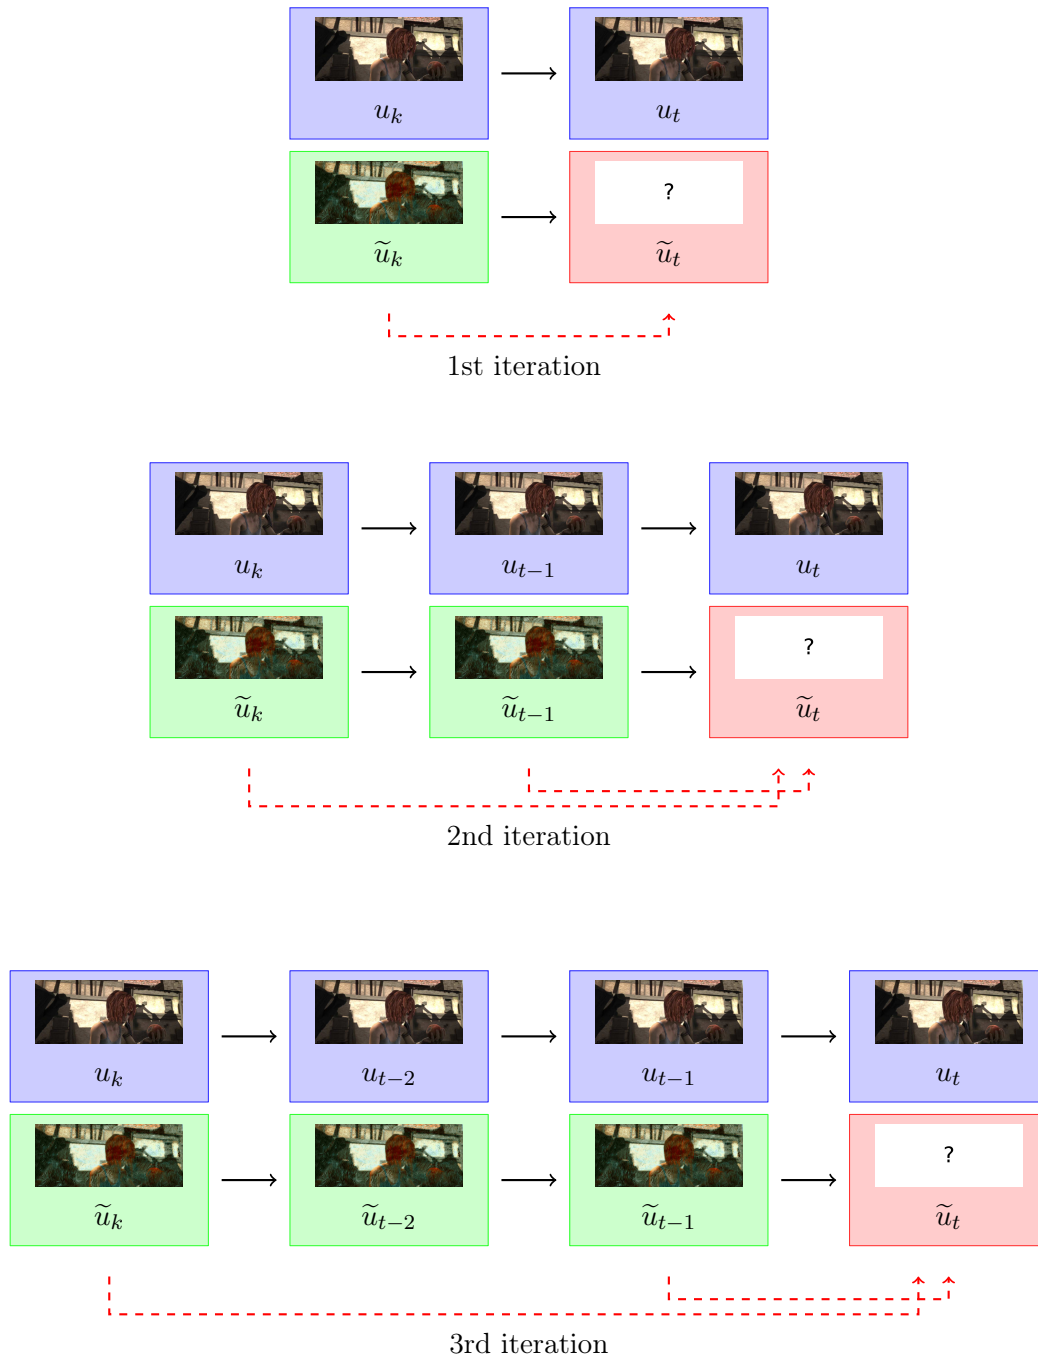 u_k u_t
?
ũ_k ũ_t
1st iteration
u_k u_{t−1} u_t
?
ũ_k ũ_{t−1} ũ_t
2nd iteration
u_k u_{t−2} u_{t−1} u_t
?
ũ_k ũ_{t−2} ũ_{t−1} ũ_t
3rd iteration